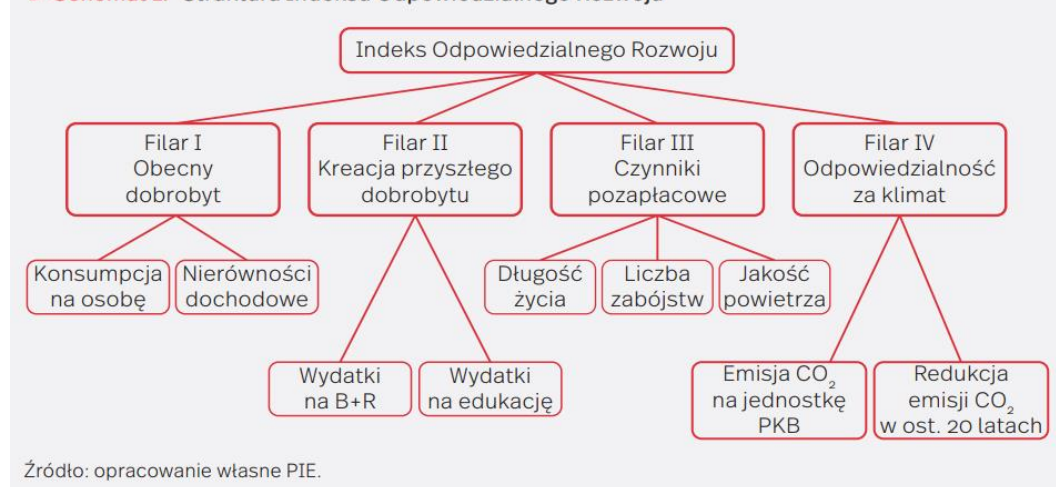 Indeks Odpowiedzialnego Rozwoju
Filar I
Obecny
dobrobyt
Filar II
Kreacja przyszłego
dobrobytu
Filar III
Czynniki
pozapłacowe
Filar IV
Odpowiedzialność
za klimat
Konsumpcja
na osobę
Nierówności
dochodowe
Długość
życia
Liczba
zabójstw
Jakość
powietrza
Wydatki
na B+R
Wydatki
na edukację
Emisja CO₂
na jednostkę
PKB
Redukcja
emisji CO₂
w ost. 20 latach
Źródło: opracowanie własne PIE.